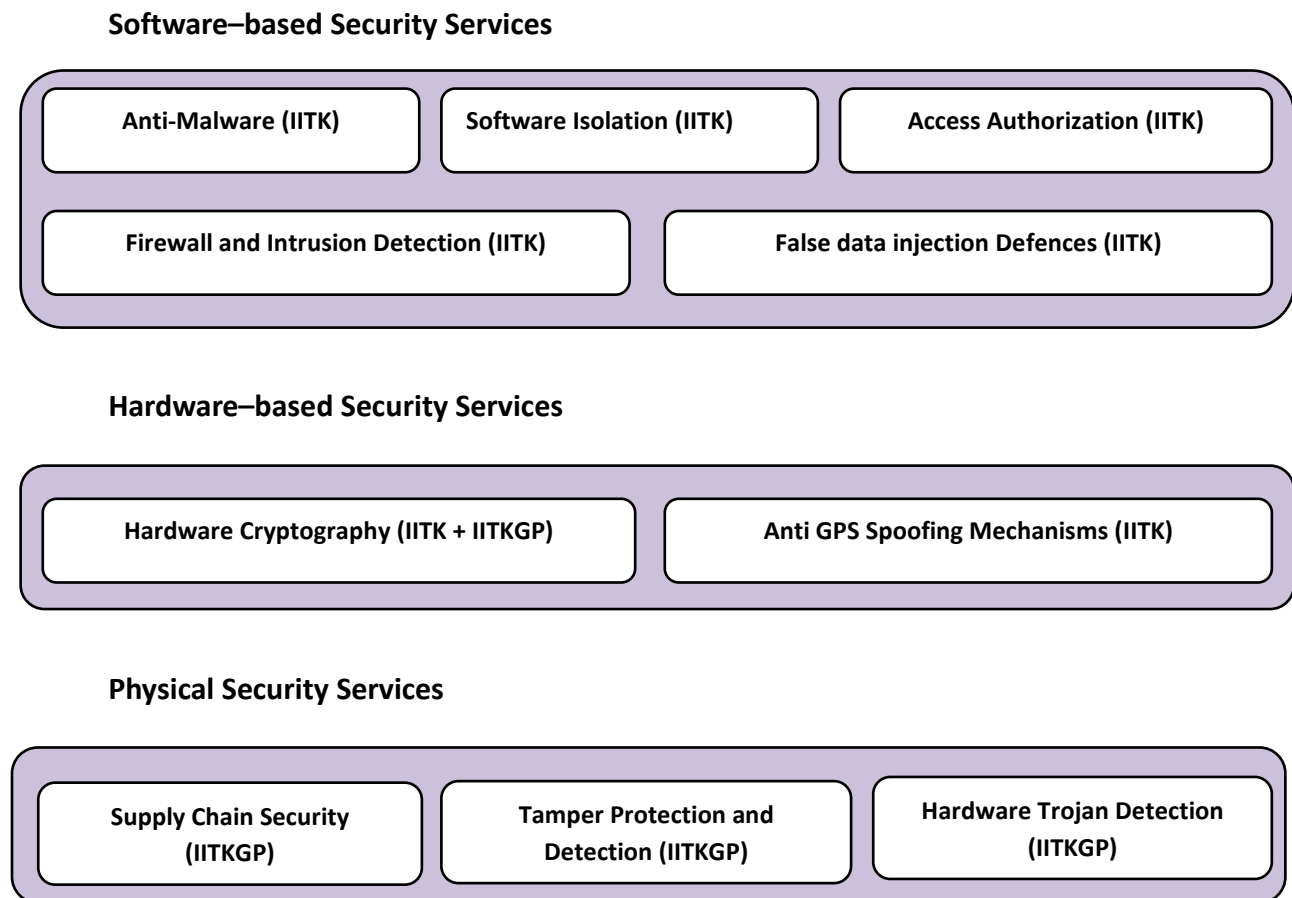 Software–based Security Services
Anti-Malware (IITK)
Software Isolation (IITK)
Access Authorization (IITK)
Firewall and Intrusion Detection (IITK)
False data injection Defences (IITK)
Hardware–based Security Services
Hardware Cryptography (IITK + IITKGP)
Anti GPS Spoofing Mechanisms (IITK)
Physical Security Services
Supply Chain Security
(IITKGP)
Tamper Protection and
Detection (IITKGP)
Hardware Trojan Detection
(IITKGP)